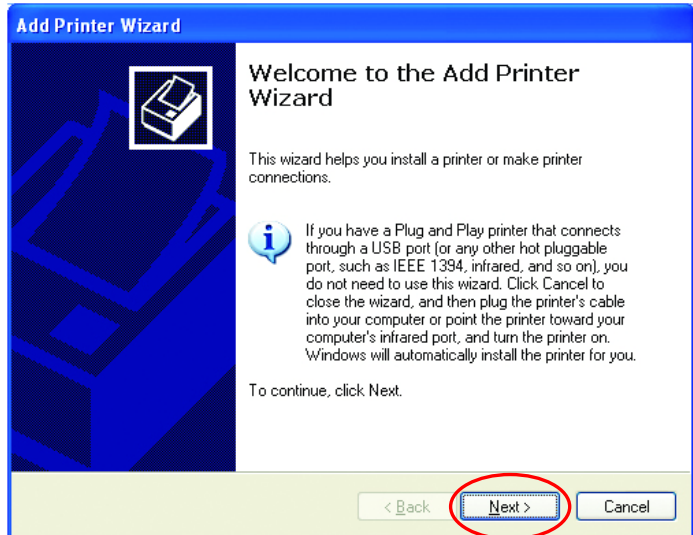 Add Printer Wizard
Welcome to the Add Printer
Wizard
This wizard helps you install a printer or make printer
connections.
If you have a Plug and Play printer that connects
through a USB port (or any other hot pluggable
port, such as IEEE 1394, infrared, and so on), you
do not need to use this wizard. Click Cancel to
close the wizard, and then plug the printer's cable
into your computer or point the printer toward your
computer's infrared port, and turn the printer on.
Windows will automatically install the printer for you.
To continue, click Next.
< Back Next > Cancel